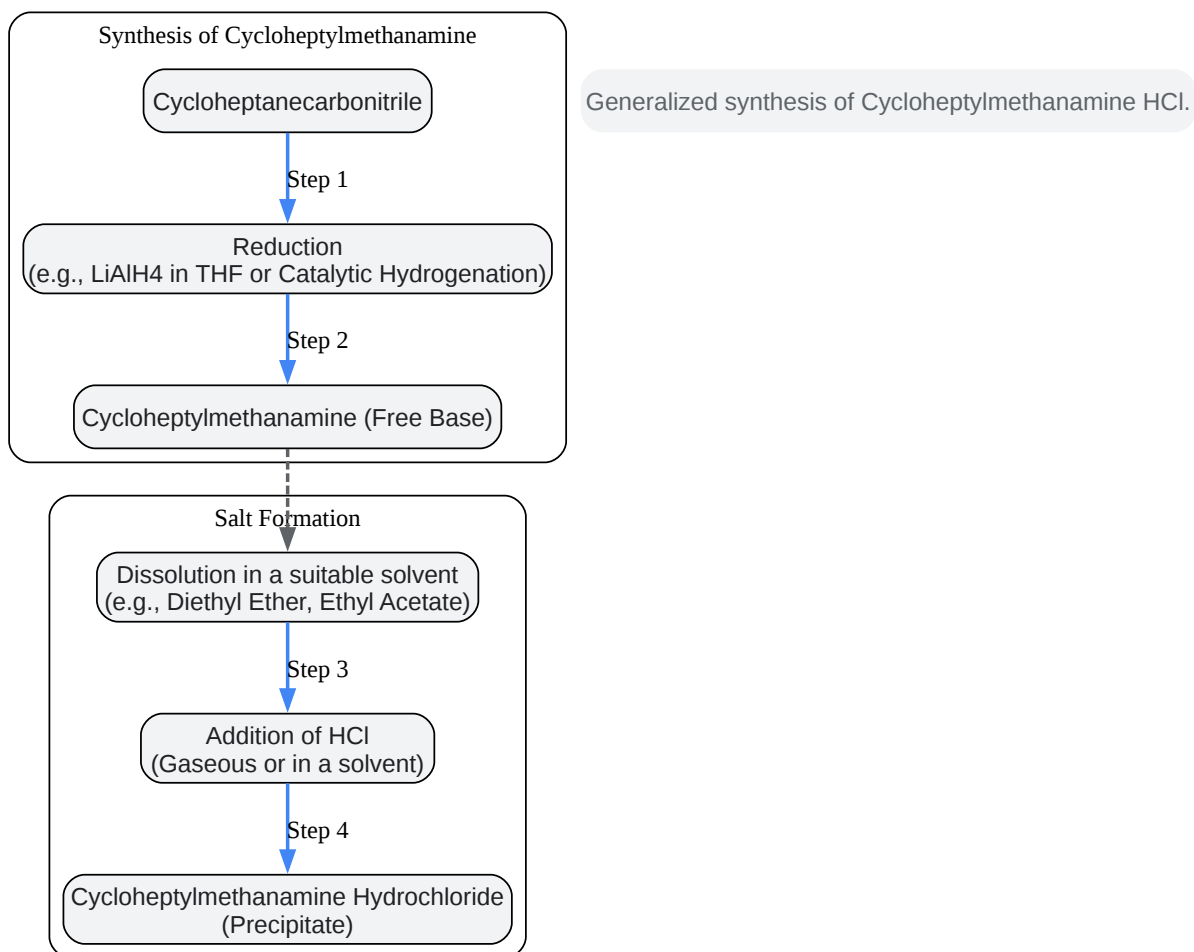 Synthesis of Cycloheptylmethanamine
Cycloheptanecarbonitrile
Generalized synthesis of Cycloheptylmethanamine HCl.
Step 1
Reduction
(e.g., LiAlH4 in THF or Catalytic Hydrogenation)
Step 2
Cycloheptylmethanamine (Free Base)
Salt Formation
Dissolution in a suitable solvent
(e.g., Diethyl Ether, Ethyl Acetate)
Step 3
Addition of HCl
(Gaseous or in a solvent)
Step 4
Cycloheptylmethanamine Hydrochloride
(Precipitate)